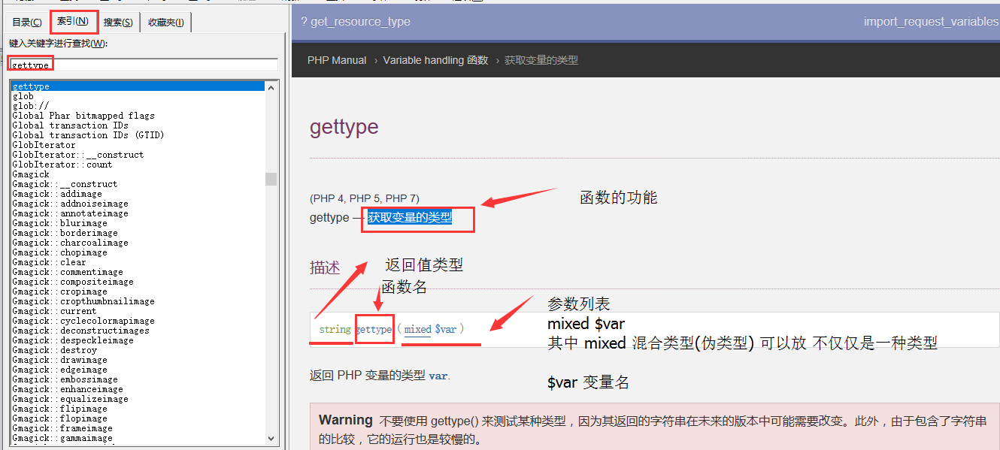 目录(C) 索引(N) 搜索(S) 收藏夹(I)
键入关键字进行查找(W):
gettype
gettype
glob
glob://
Global Phar bitmapped flags
Global transaction IDs
Global transaction IDs (GTID)
GlobIterator
GlobIterator::__construct
GlobIterator::count
Gmagick
Gmagick::__construct
Gmagick::addimage
Gmagick::addnoiseimage
Gmagick::annotateimage
Gmagick::blurimage
Gmagick::borderimage
Gmagick::charcoalimage
Gmagick::chopimage
Gmagick::clear
Gmagick::commentimage
Gmagick::compositeimage
Gmagick::cropimage
Gmagick::cropthumbnailimage
Gmagick::current
Gmagick::cyclecolormapimage
Gmagick::deconstructimages
Gmagick::despeckleimage
Gmagick::destroy
Gmagick::drawimage
Gmagick::edgeimage
Gmagick::embossimage
Gmagick::enhanceimage
Gmagick::equalizeimage
Gmagick::flipimage
Gmagick::flopimage
Gmagick::frameimage
Gmagick::gammaimage
? get_resource_type
import_request_variables
PHP Manual › Variable handling 函数 › 获取变量的类型
gettype
(PHP 4, PHP 5, PHP 7)
函数的功能
gettype — 获取变量的类型
描述
返回值类型
函数名
参数列表
string gettype ( mixed $var )
mixed $var
其中 mixed 混合类型(伪类型) 可以放 不仅仅是一种类型
返回 PHP 变量的类型 var.
$var 变量名
Warning 不要使用 gettype() 来测试某种类型，因为其返回的字符串在未来的版本中可能需要改变。此外，由于包含了字符串
的比较，它的运行也是较慢的。